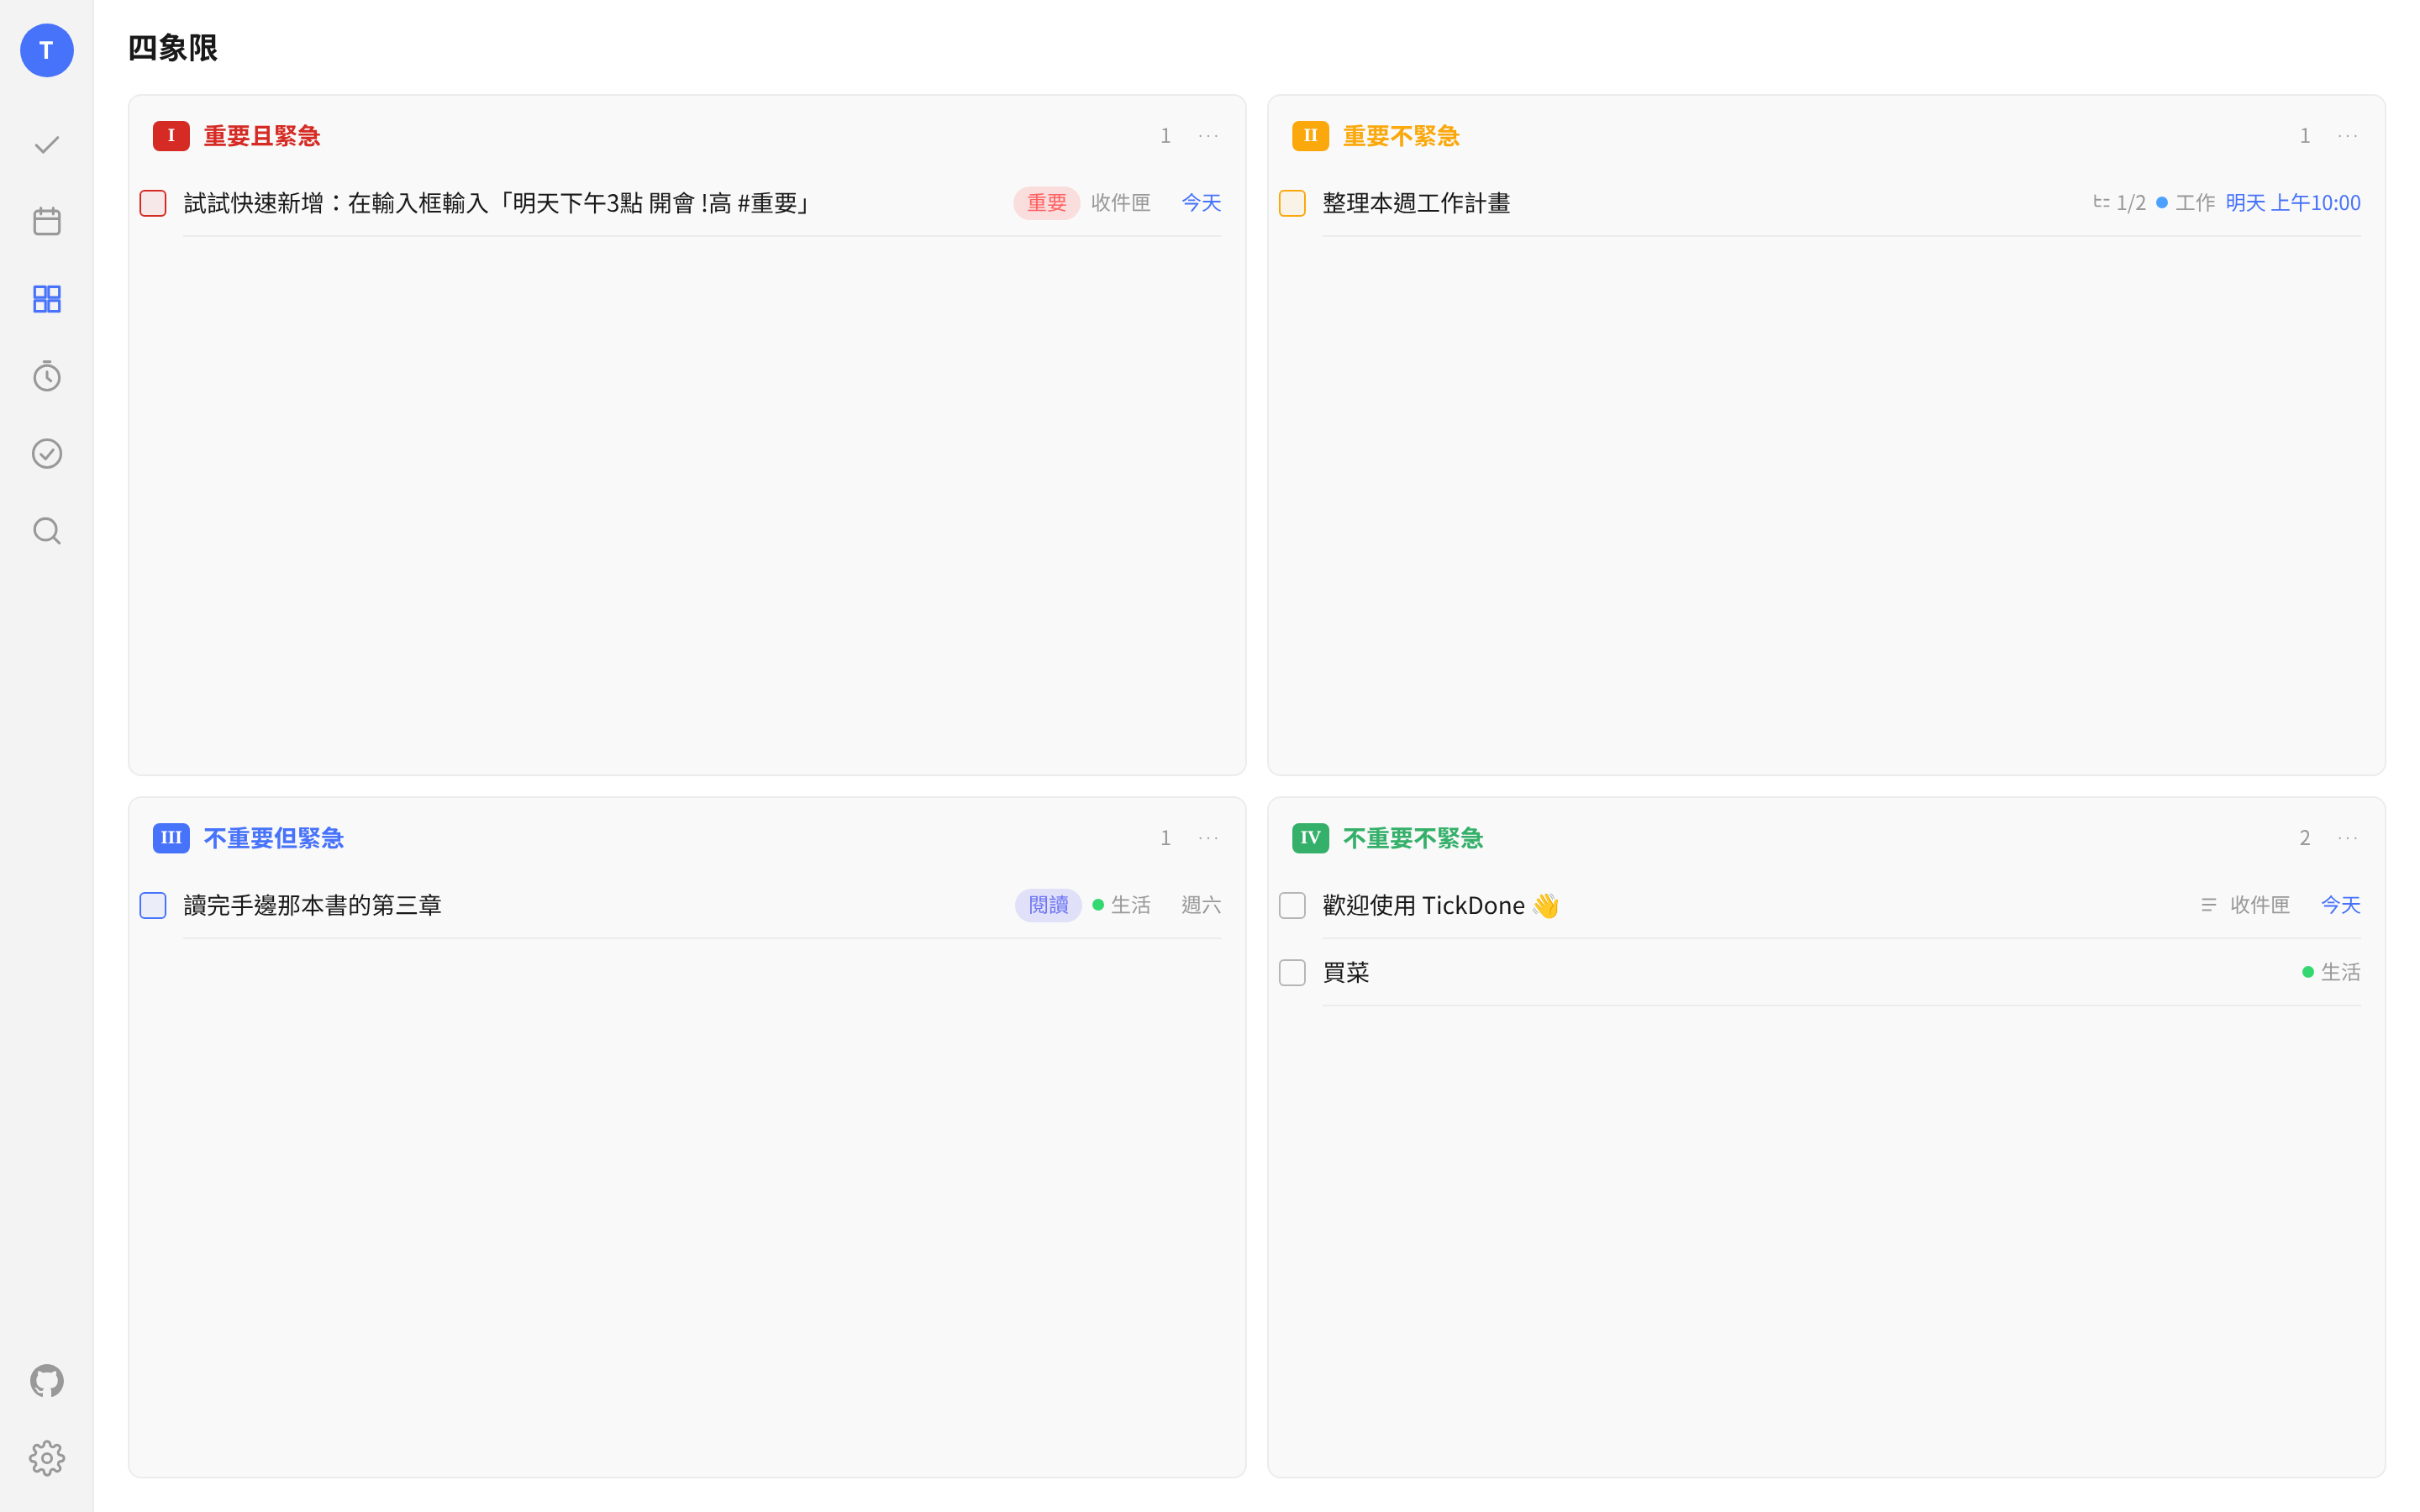 T
四象限
I 重要且緊急 1 ···
試試快速新增：在輸入框輸入「明天下午3點 開會 !高 #重要」 重要 收件匣 今天
II 重要不緊急 1 ···
整理本週工作計畫 1/2 工作 明天 上午10:00
III 不重要但緊急 1 ···
讀完手邊那本書的第三章 閱讀 生活 週六
IV 不重要不緊急 2 ···
歡迎使用 TickDone 👋 收件匣 今天
買菜 生活